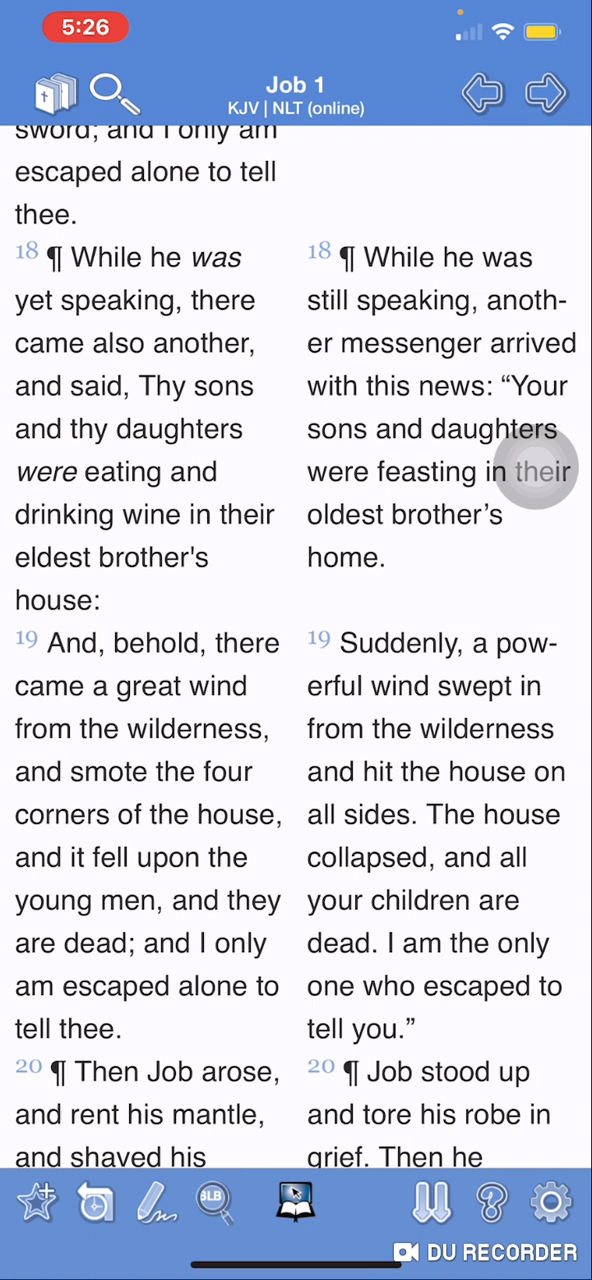 5:26
Job 1
KJV | NLT (online)
sword; and I only am
escaped alone to tell
thee.
18 ¶ While he was
yet speaking, there
came also another,
and said, Thy sons
and thy daughters
were eating and
drinking wine in their
eldest brother's
house:
19 And, behold, there
came a great wind
from the wilderness,
and smote the four
corners of the house,
and it fell upon the
young men, and they
are dead; and I only
am escaped alone to
tell thee.
20 ¶ Then Job arose,
and rent his mantle,
and shaved his
18 ¶ While he was
still speaking, anoth-
er messenger arrived
with this news: “Your
sons and daughters
were feasting in their
oldest brother’s
home.
19 Suddenly, a pow-
erful wind swept in
from the wilderness
and hit the house on
all sides. The house
collapsed, and all
your children are
dead. I am the only
one who escaped to
tell you.”
20 ¶ Job stood up
and tore his robe in
grief. Then he
BLB
DU RECORDER